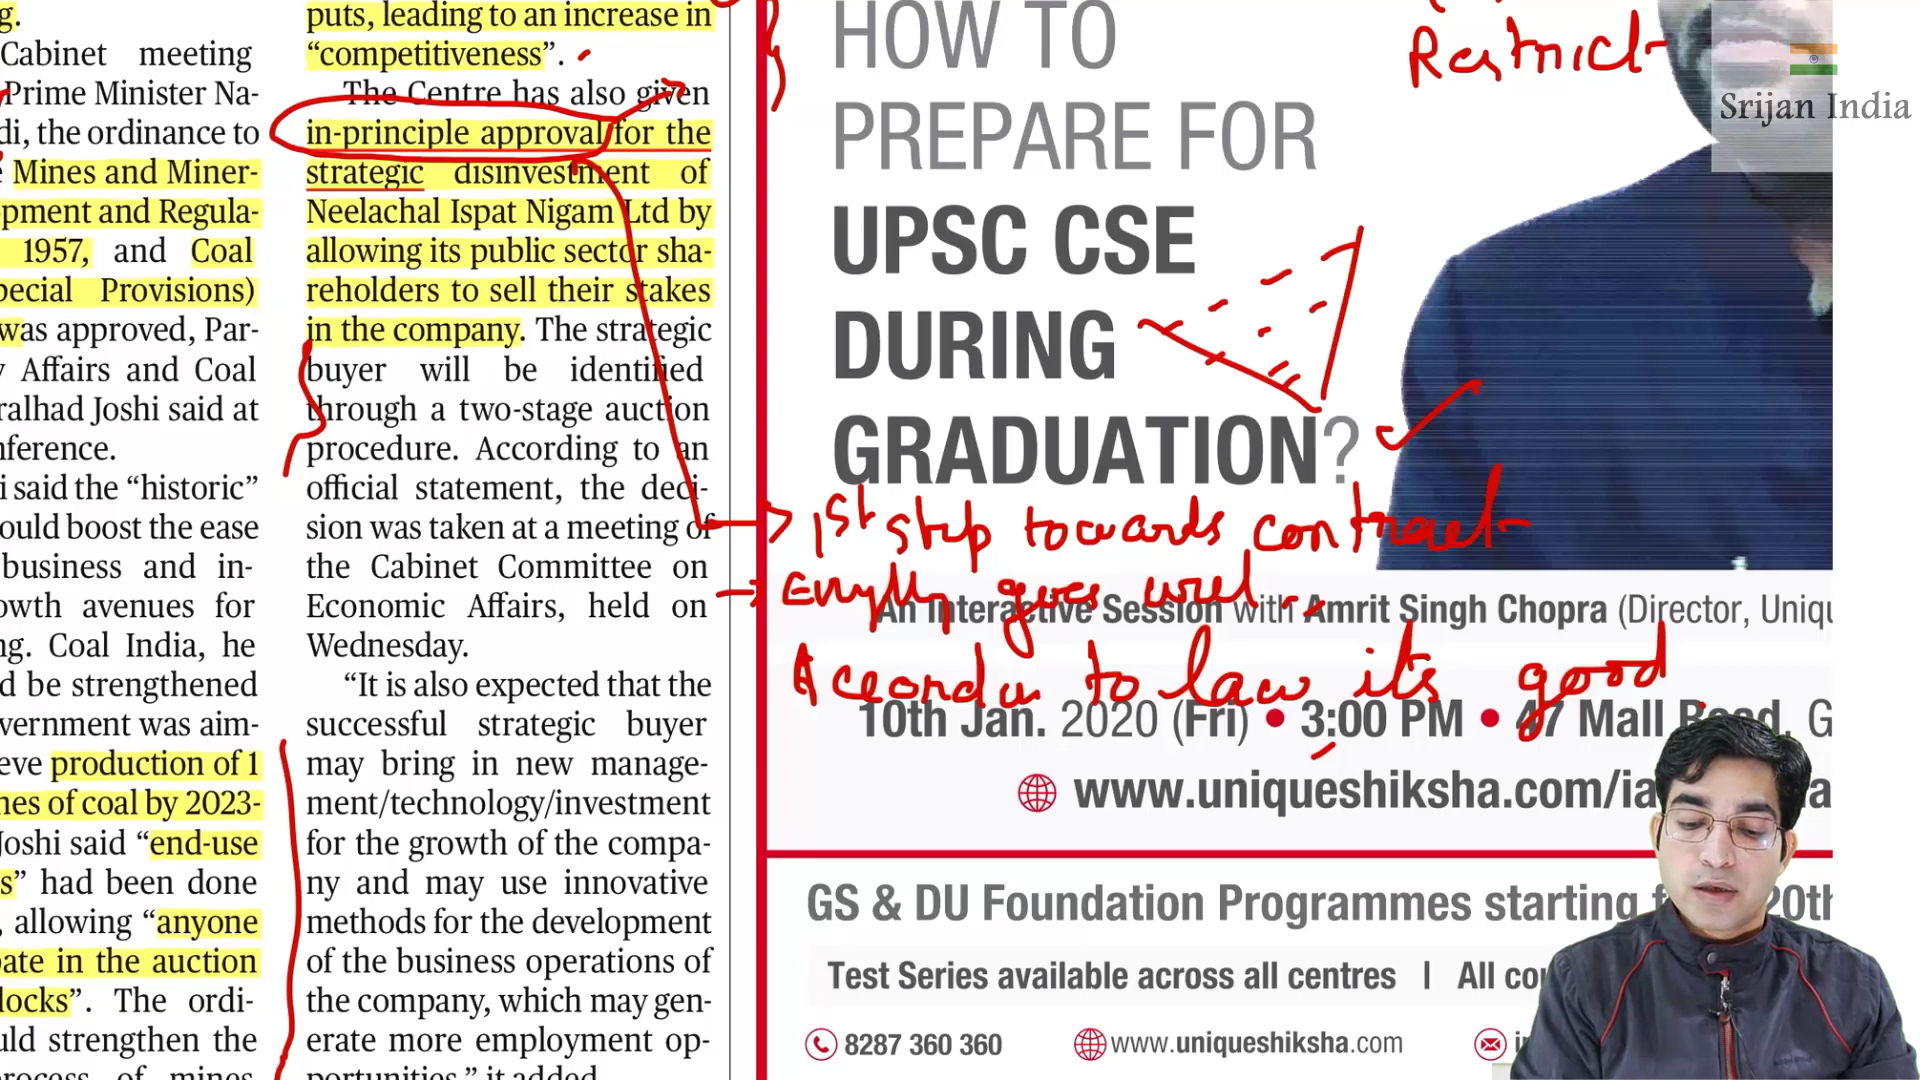 g.
Cabinet meeting
Prime Minister Na-
di, the ordinance to
Mines and Miner-
opment and Regula-
1957, and Coal
pecial Provisions)
was approved, Par-
y Affairs and Coal
ralhad Joshi said at
nference.
i said the “historic”
ould boost the ease
business and in-
owth avenues for
ng. Coal India, he
d be strengthened
vernment was aim-
eve production of 1
nes of coal by 2023-
Joshi said “end-use
s” had been done
, allowing “anyone
pate in the auction
locks”. The ordi-
uld strengthen the
process of mines
puts, leading to an increase in
“competitiveness”.
The Centre has also given
in-principle approval for the
strategic disinvestment of
Neelachal Ispat Nigam Ltd by
allowing its public sector sha-
reholders to sell their stakes
in the company. The strategic
buyer will be identified
through a two-stage auction
procedure. According to an
official statement, the deci-
sion was taken at a meeting of
the Cabinet Committee on
Economic Affairs, held on
Wednesday.
“It is also expected that the
successful strategic buyer
may bring in new manage-
ment/technology/investment
for the growth of the compa-
ny and may use innovative
methods for the development
of the business operations of
the company, which may gen-
erate more employment op-
portunities,” it added.
HOW TO
PREPARE FOR
UPSC CSE
DURING
GRADUATION?
Restrict
Srijan India
1st step towards contract
goes well
An Interactive Session with Amrit Singh Chopra (Director, Uniqu
to law its good
10th Jan. 2020 (Fri) • 3:00 PM • 47 Mall Road, G
www.uniqueshiksha.com/ia
GS & DU Foundation Programmes starting f 20th
Test Series available across all centres | All co
8287 360 360 www.uniqueshiksha.com i